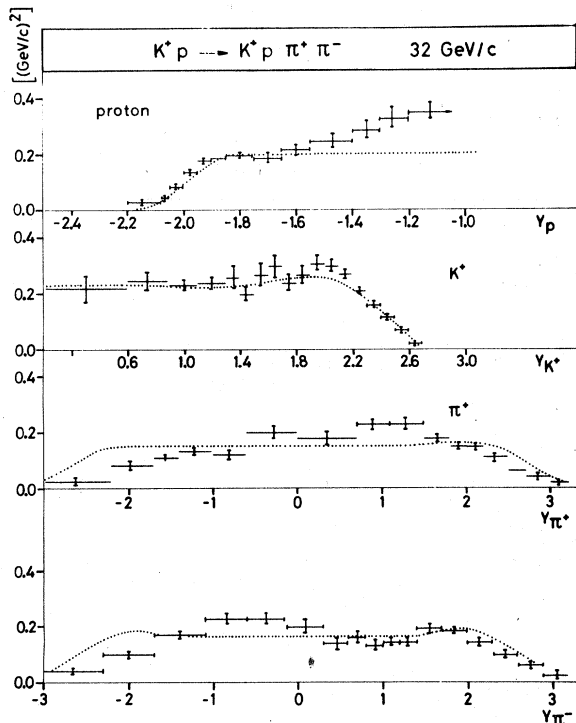 [(GeV/c)²]
K⁺ p → K⁺ p π⁺ π⁻ 32 GeV/c
proton
0.4
0.2
0.0
-2.4 -2.2 -2.0 -1.8 -1.6 -1.4 -1.2 -1.0 Yp
K⁺
0.4
0.2
0.0
0.6 1.0 1.4 1.8 2.2 2.6 3.0 Y K⁺
π⁺
0.4
0.2
0.0
-2 -1 0 1 2 3 Y π⁺
0.4
0.2
0.0
-3 -2 -1 0 1 2 3 Y π⁻